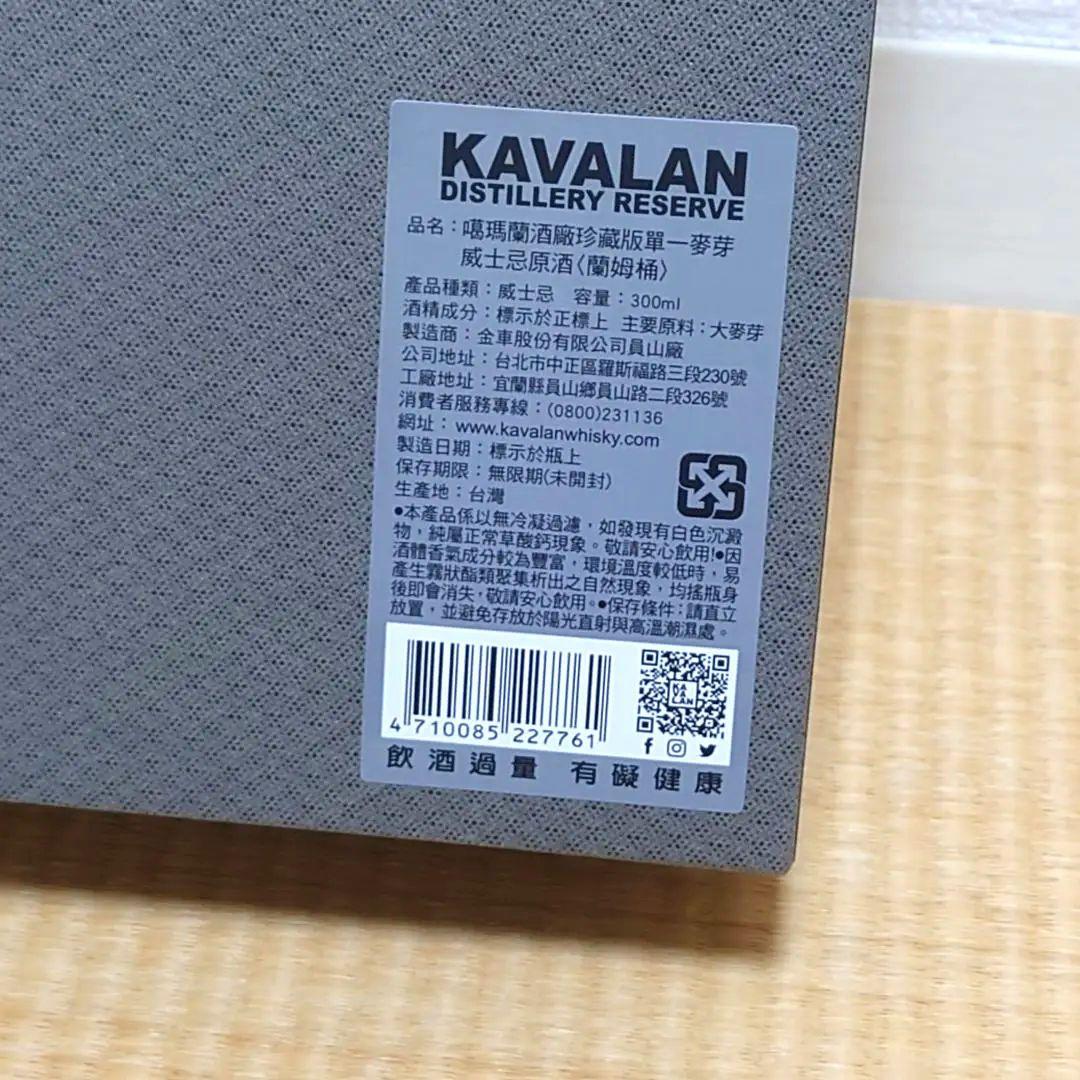 KAVALAN
DISTILLERY RESERVE
品名：噶瑪蘭酒廠珍藏版單一麥芽
威士忌原酒〈蘭姆桶〉
產品種類：威士忌 容量：300ml
酒精成分：標示於正標上 主要原料：大麥芽
製造商：金車股份有限公司員山廠
公司地址：台北市中正區羅斯福路三段230號
工廠地址：宜蘭縣員山鄉員山路二段326號
消費者服務專線：(0800)231136
網址：www.kavalanwhisky.com
製造日期：標示於瓶上
保存期限：無限期(未開封)
生產地：台灣
●本產品係以無冷凝過濾，如發現有白色沉澱
物，純屬正常草酸鈣現象。敬請安心飲用!●因
酒體香氣成分較為豐富，環境溫度較低時，易
產生霧狀酯類聚集析出之自然現象，均搖瓶身
後即會消失，敬請安心飲用。●保存條件：請直立
放置，並避免存放於陽光直射與高溫潮濕處。
KA
VA
LAN
4 710085 227761
飲酒過量 有礙健康